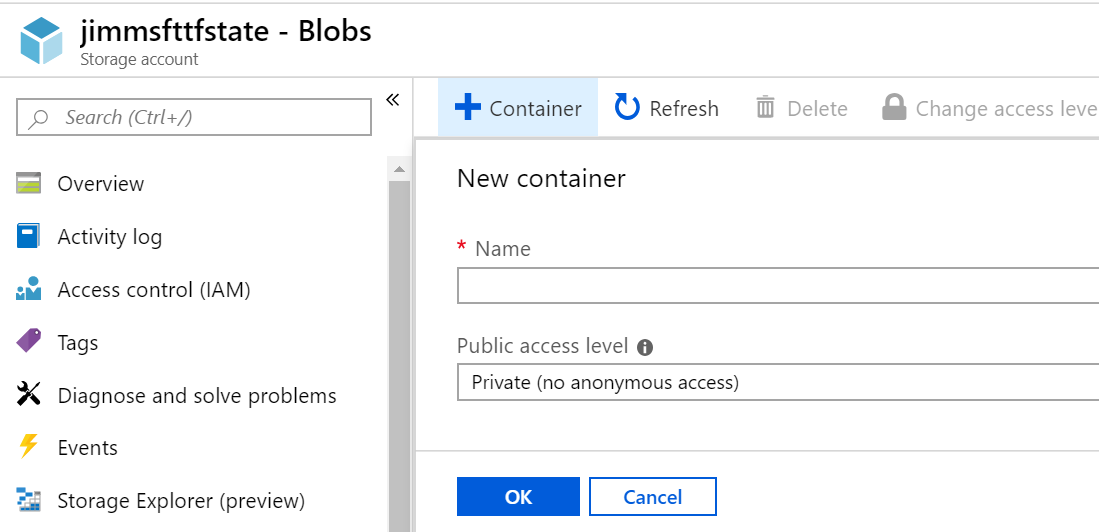 jimmsfttfstate - Blobs
Storage account
Search (Ctrl+/)
«
Overview
Activity log
Access control (IAM)
Tags
Diagnose and solve problems
Events
Storage Explorer (preview)
Container
Refresh
Delete
Change access leve
New container
* Name
Public access level
Private (no anonymous access)
OK
Cancel